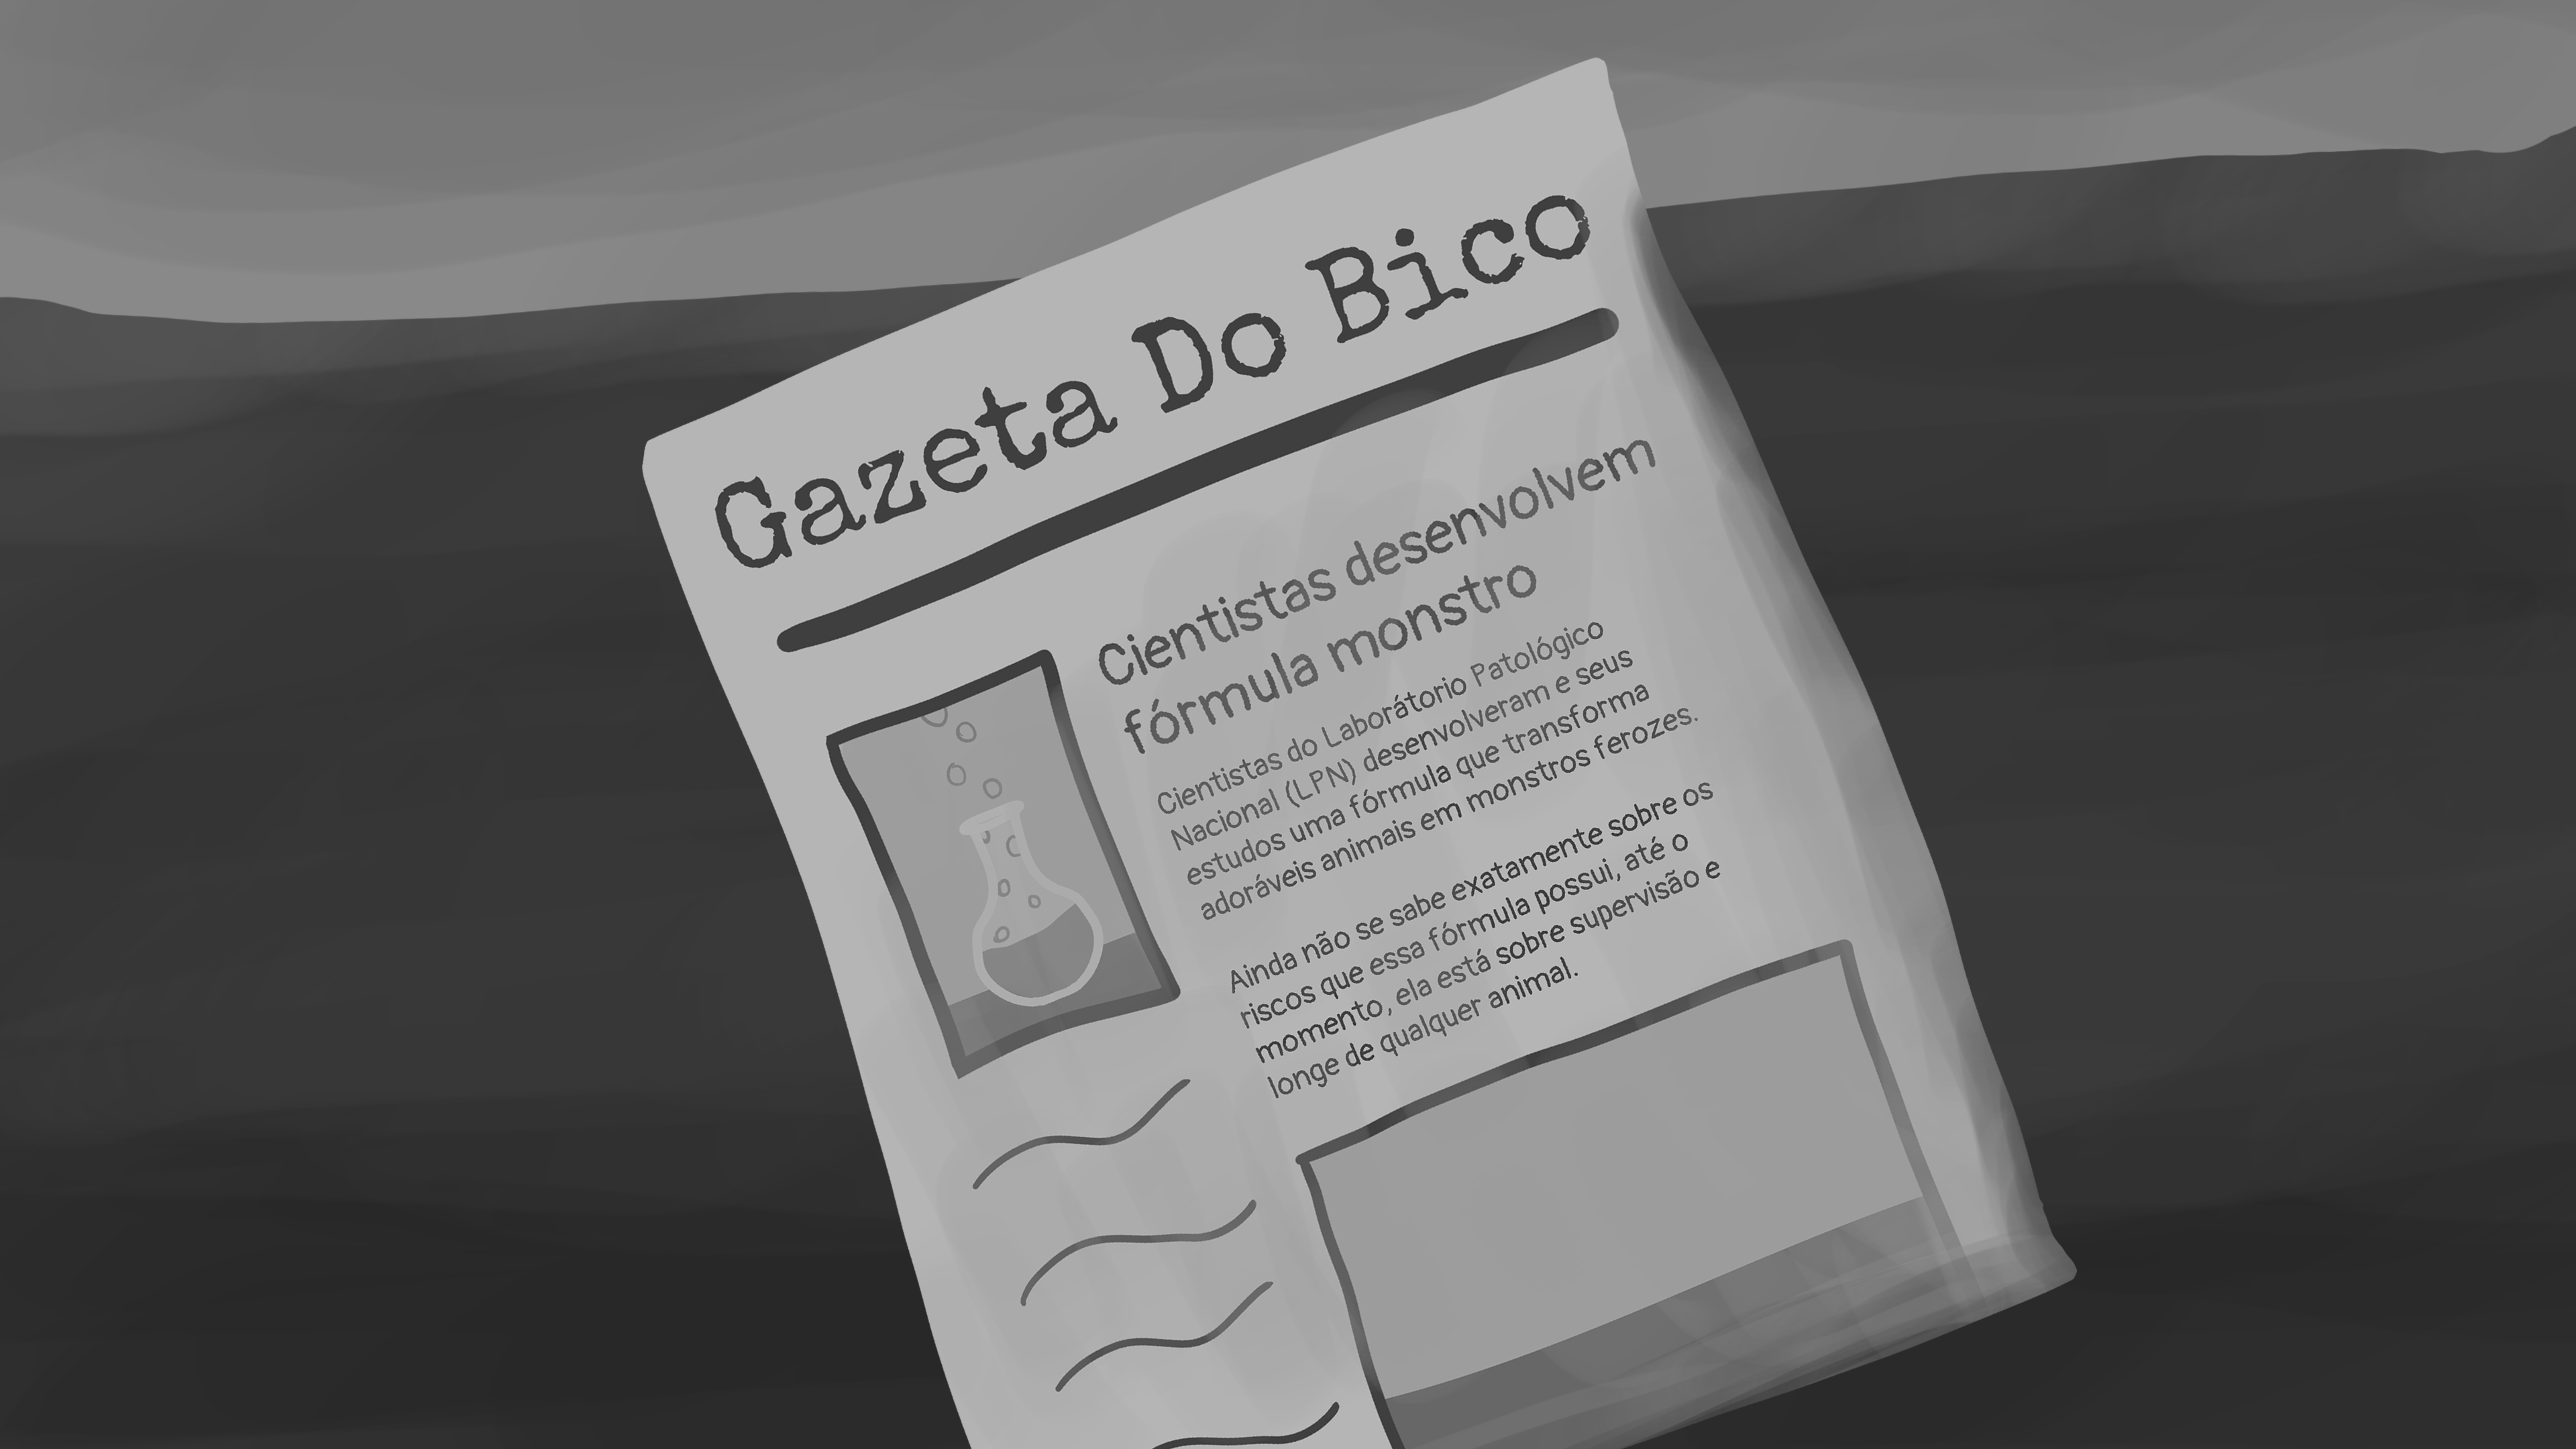 Gazeta Do Bico
Cientistas desenvolvem
fórmula monstro
Cientistas do Laborátorio Patológico
Nacional (LPN) desenvolveram e seus
estudos uma fórmula que transforma
adoráveis animais em monstros ferozes.
Ainda não se sabe exatamente sobre os
riscos que essa fórmula possui, até o
momento, ela está sobre supervisão e
longe de qualquer animal.